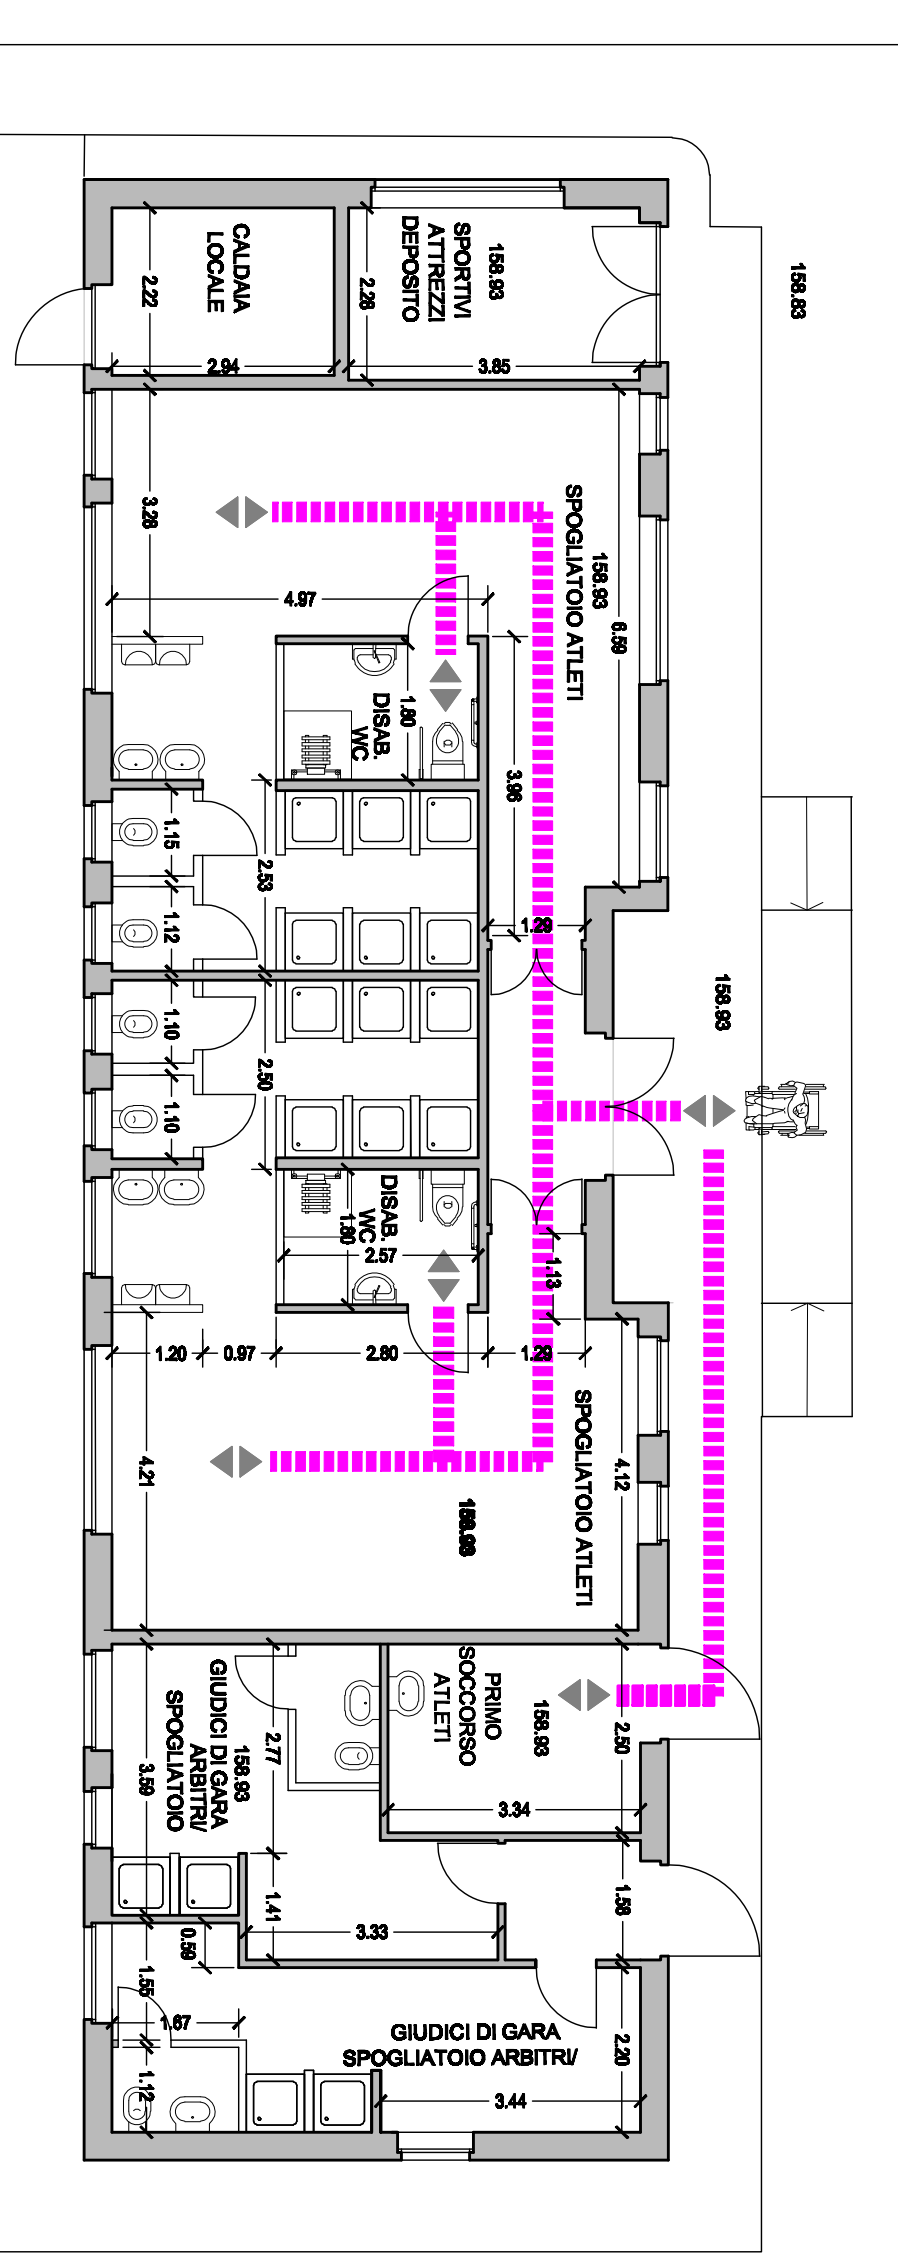 158.83
CALDAIA
LOCALE
2.22
2.94
158.93
SPORTIVI
ATTREZZI
DEPOSITO
2.28
3.85
3.28
4.97
158.93
SPOGLIATOIO ATLETI
6.59
DISAB.
WC
1.80
3.96
1.15
2.53
1.12
1.29
158.93
1.10
2.50
1.10
DISAB.
WC
1.80
2.57
1.13
1.20
0.97
2.80
1.29
SPOGLIATOIO ATLETI
4.21
4.12
158.93
PRIMO
SOCCORSO
ATLETI
158.93
2.50
3.34
158.93
GIUDICI DI GARA
ARBITRI/
SPOGLIATOIO
2.77
3.59
1.41
3.33
1.58
0.59
1.55
1.67
1.12
GIUDICI DI GARA
SPOGLIATOIO ARBITRI/
2.20
3.44